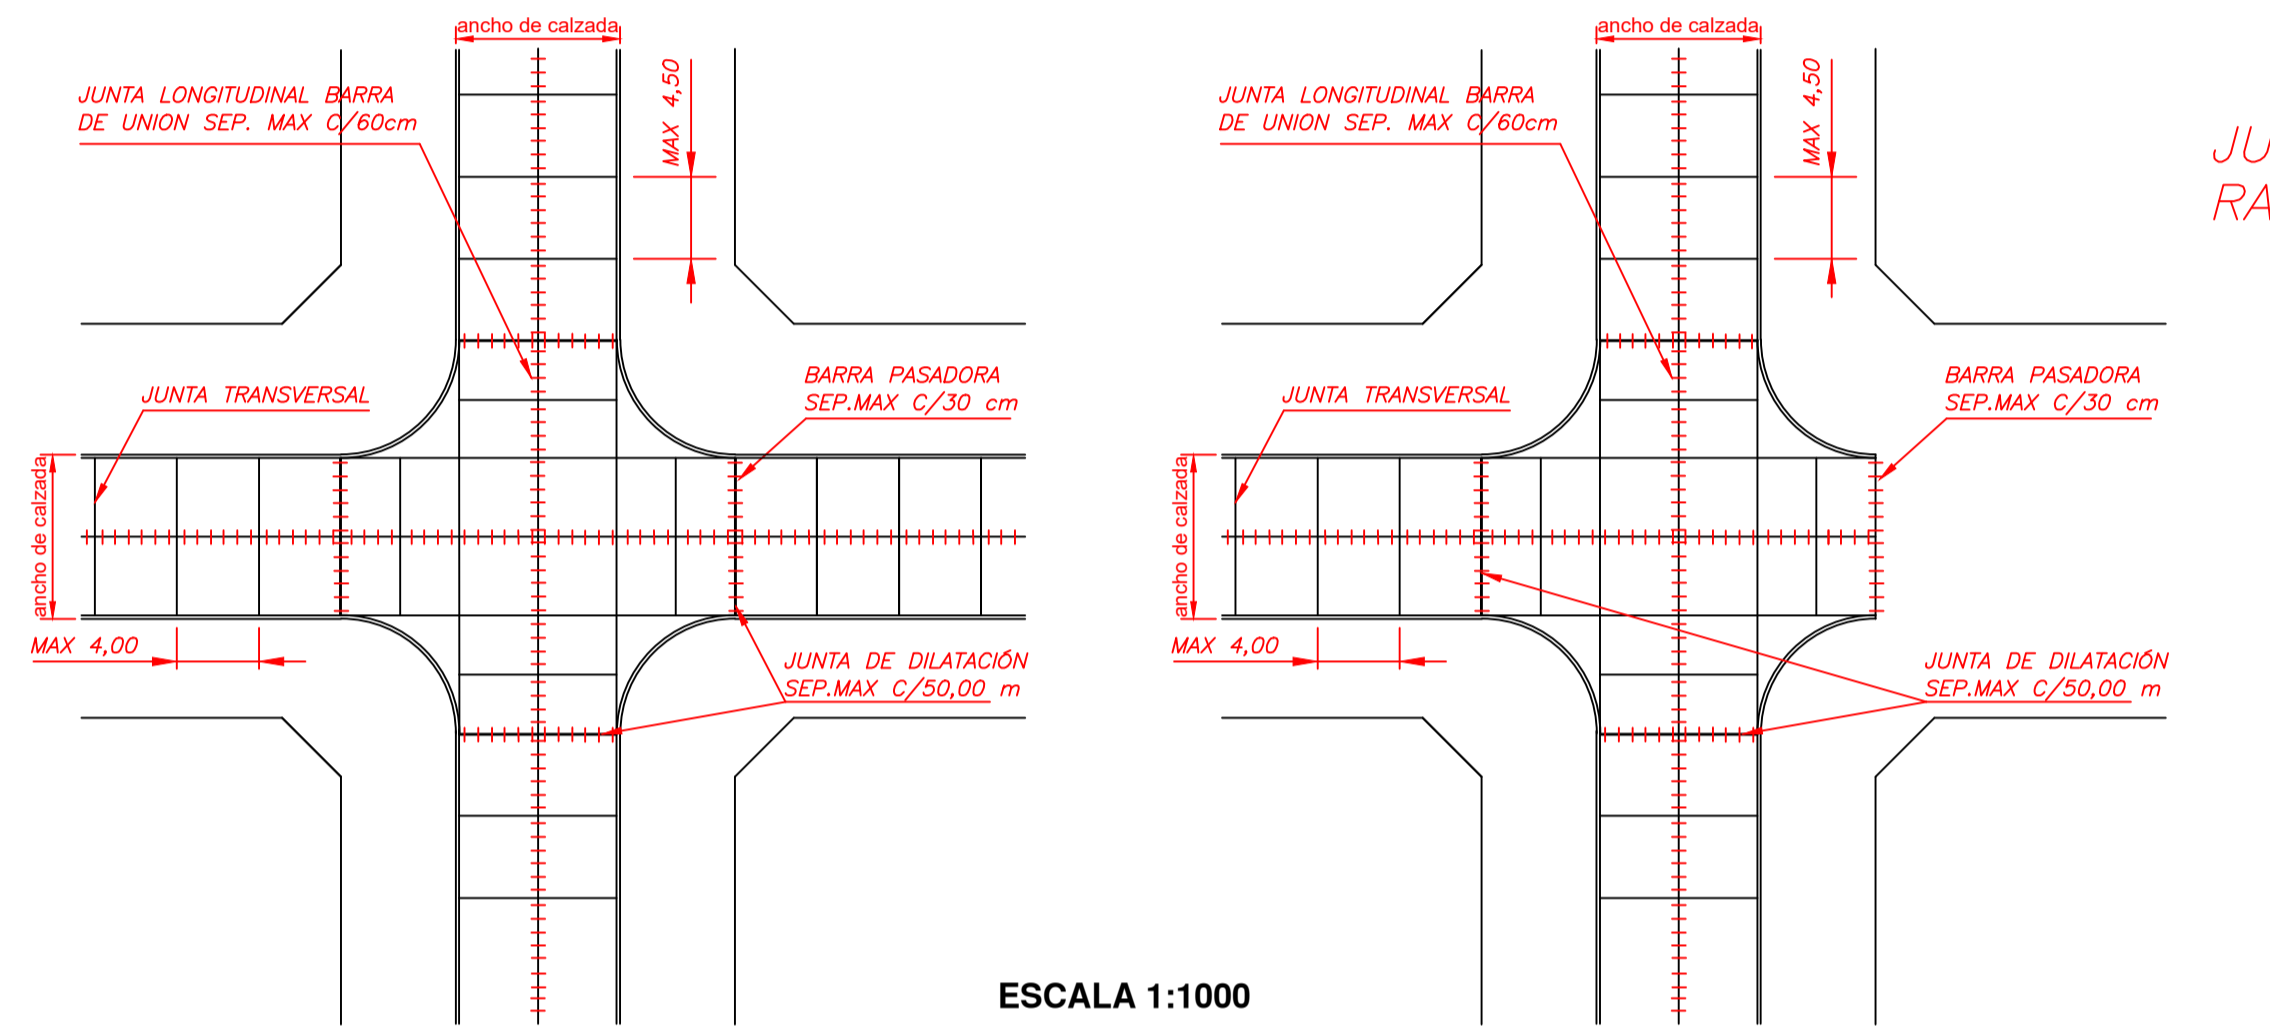 ancho de calzada
JUNTA LONGITUDINAL BARRA
DE UNION SEP. MAX C/60cm
MAX 4,50
JUNTA TRANSVERSAL
BARRA PASADORA
SEP.MAX C/30 cm
ancho de calzada
MAX 4,00
JUNTA DE DILATACIÓN
SEP.MAX C/50,00 m
ancho de calzada
JUNTA LONGITUDINAL BARRA
DE UNION SEP. MAX C/60cm
MAX 4,50
JUNTA TRANSVERSAL
BARRA PASADORA
SEP.MAX C/30 cm
ancho de calzada
MAX 4,00
JUNTA DE DILATACIÓN
SEP.MAX C/50,00 m
ESCALA 1:1000